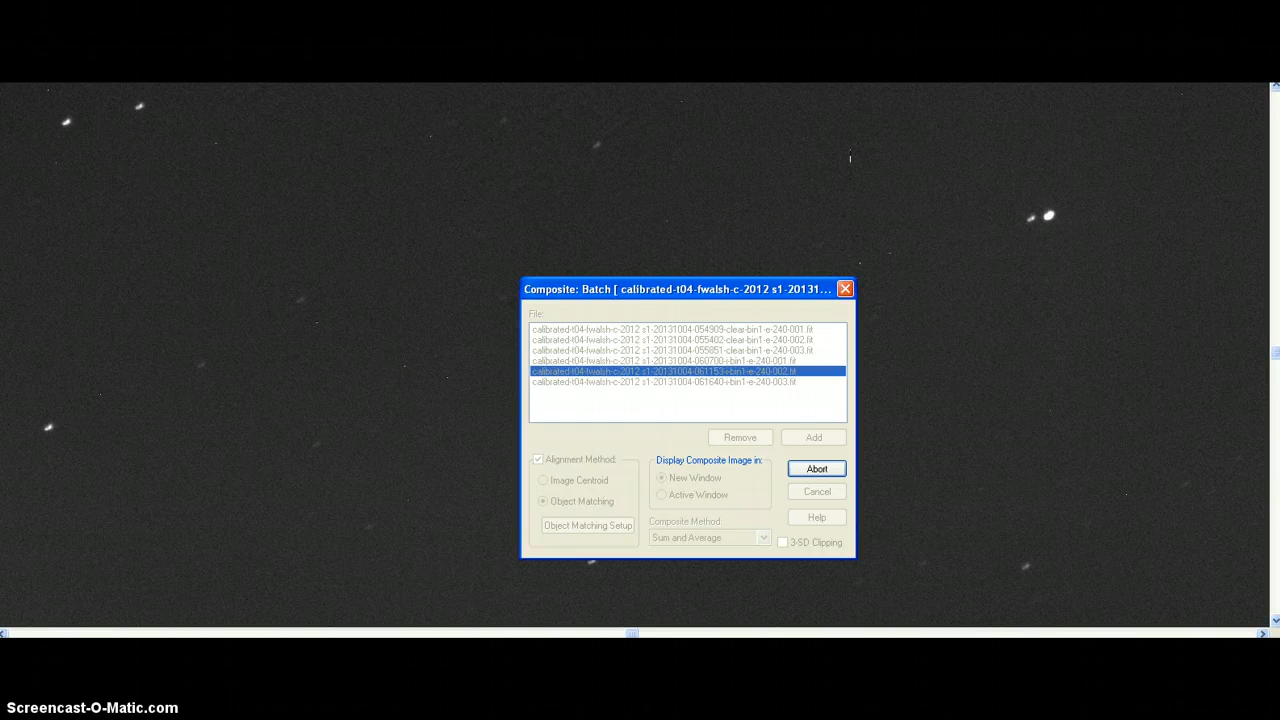 Composite: Batch [ calibrated-t04-fwalsh-c-2012 s1-20131...
File:
calibrated-t04-fwalsh-c-2012 s1-20131004-054909-clear-bin1-e-240-001.fit
calibrated-t04-fwalsh-c-2012 s1-20131004-055402-clear-bin1-e-240-002.fit
calibrated-t04-fwalsh-c-2012 s1-20131004-055851-clear-bin1-e-240-003.fit
calibrated-t04-fwalsh-c-2012 s1-20131004-060700-i-bin1-e-240-001.fit
calibrated-t04-fwalsh-c-2012 s1-20131004-061153-i-bin1-e-240-002.fit
calibrated-t04-fwalsh-c-2012 s1-20131004-061640-i-bin1-e-240-003.fit
Remove
Add
Alignment Method:
Image Centroid
Object Matching
Object Matching Setup
Display Composite Image in:
New Window
Active Window
Composite Method:
Sum and Average
Abort
Cancel
Help
3-SD Clipping
Screencast-O-Matic.com